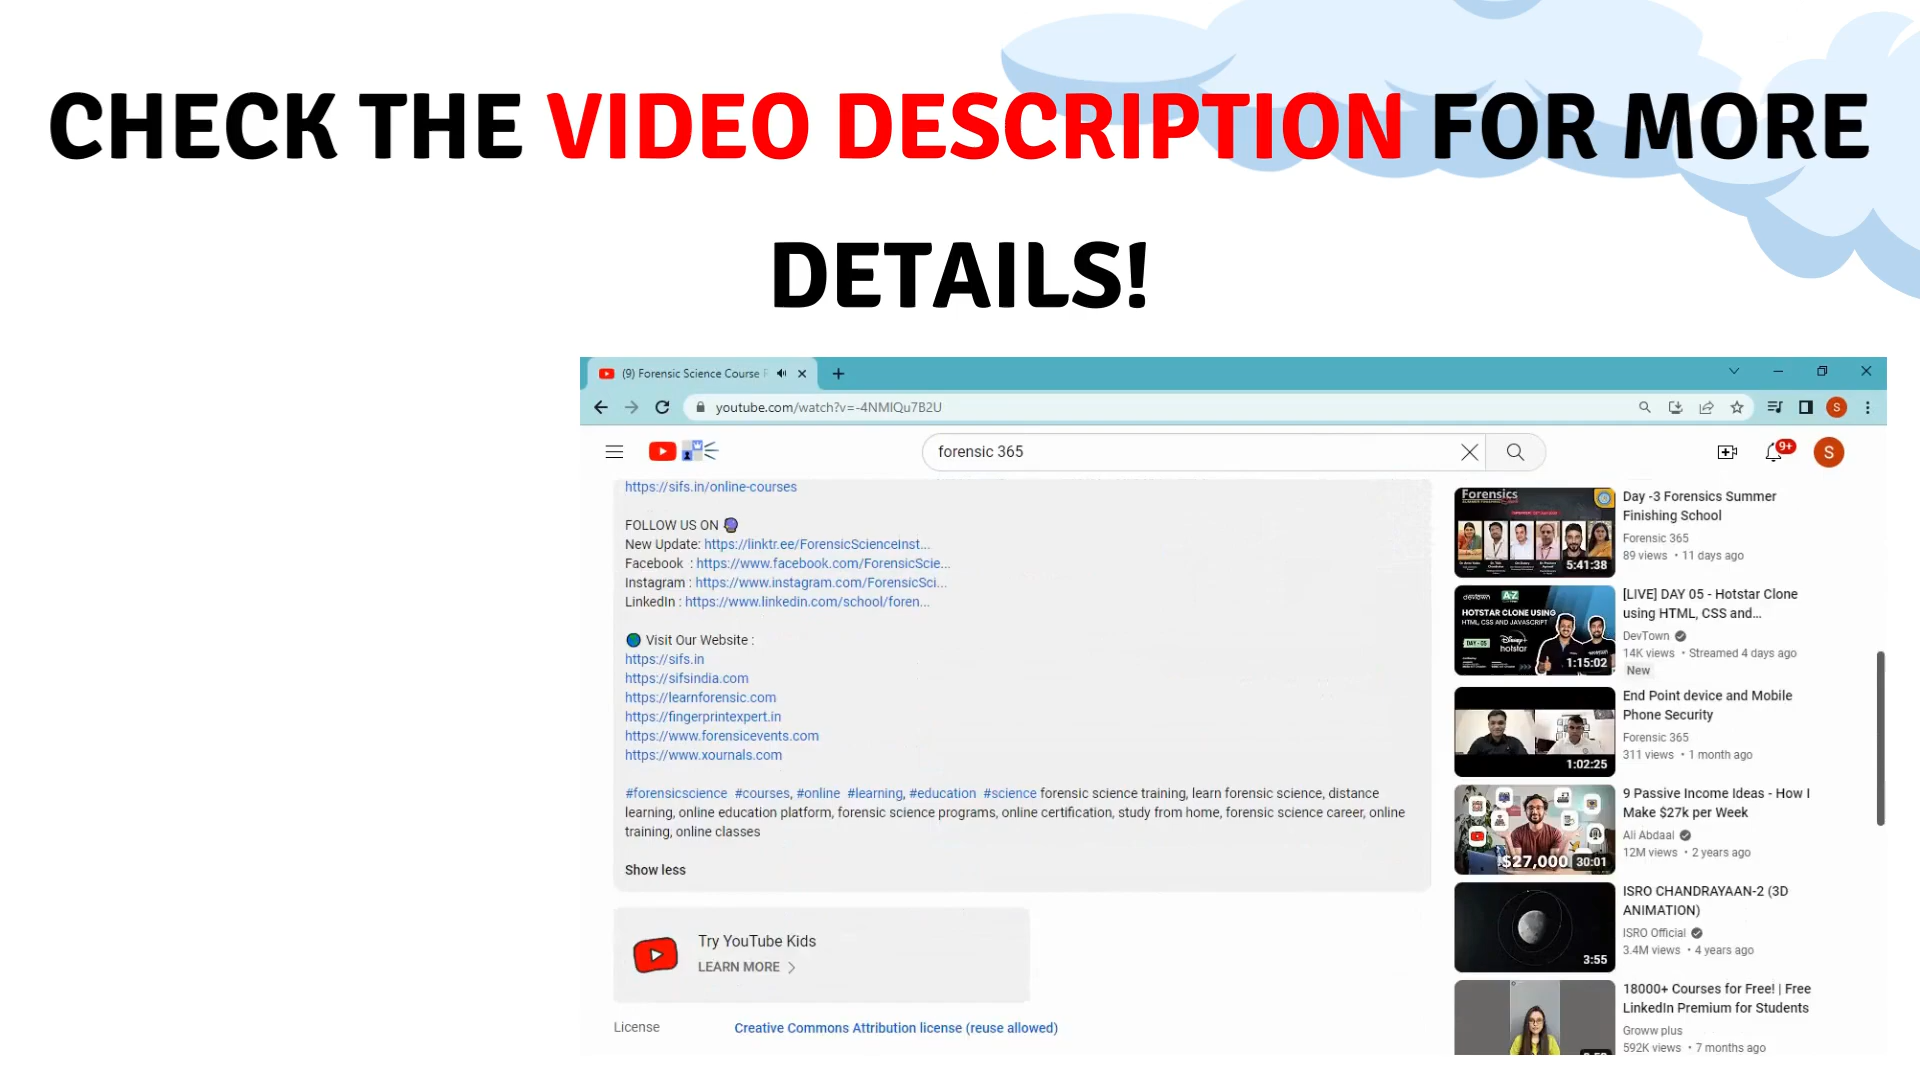 CHECK THE VIDEO DESCRIPTION FOR MORE
DETAILS!
(9) Forensic Science Course
youtube.com/watch?v=-4NMIQu7B2U
forensic 365
9+
S
https://sifs.in/online-courses
FOLLOW US ON
New Update: https://linktr.ee/ForensicScienceInst...
Facebook : https://www.facebook.com/ForensicScie...
Instagram : https://www.instagram.com/ForensicSci...
LinkedIn : https://www.linkedin.com/school/foren...
Visit Our Website :
https://sifs.in
https://sifsindia.com
https://learnforensic.com
https://fingerprintexpert.in
https://www.forensicevents.com
https://www.xournals.com
#forensicscience #courses, #online #learning, #education #science forensic science training, learn forensic science, distance
learning, online education platform, forensic science programs, online certification, study from home, forensic science career, online
training, online classes
Show less
Try YouTube Kids
LEARN MORE
License Creative Commons Attribution license (reuse allowed)
Forensics
5:41:38
Day -3 Forensics Summer
Finishing School
Forensic 365
89 views • 11 days ago
HOTSTAR CLONE USING
HTML, CSS AND JAVASCRIPT
DAY - 05
hotstar
1:15:02
[LIVE] DAY 05 - Hotstar Clone
using HTML, CSS and...
DevTown
14K views • Streamed 4 days ago
New
1:02:25
End Point device and Mobile
Phone Security
Forensic 365
311 views • 1 month ago
$27,000 30:01
9 Passive Income Ideas - How I
Make $27k per Week
Ali Abdaal
12M views • 2 years ago
3:55
ISRO CHANDRAYAAN-2 (3D
ANIMATION)
ISRO Official
3.4M views • 4 years ago
18000+ Courses for Free! | Free
LinkedIn Premium for Students
Groww plus
592K views • 7 months ago